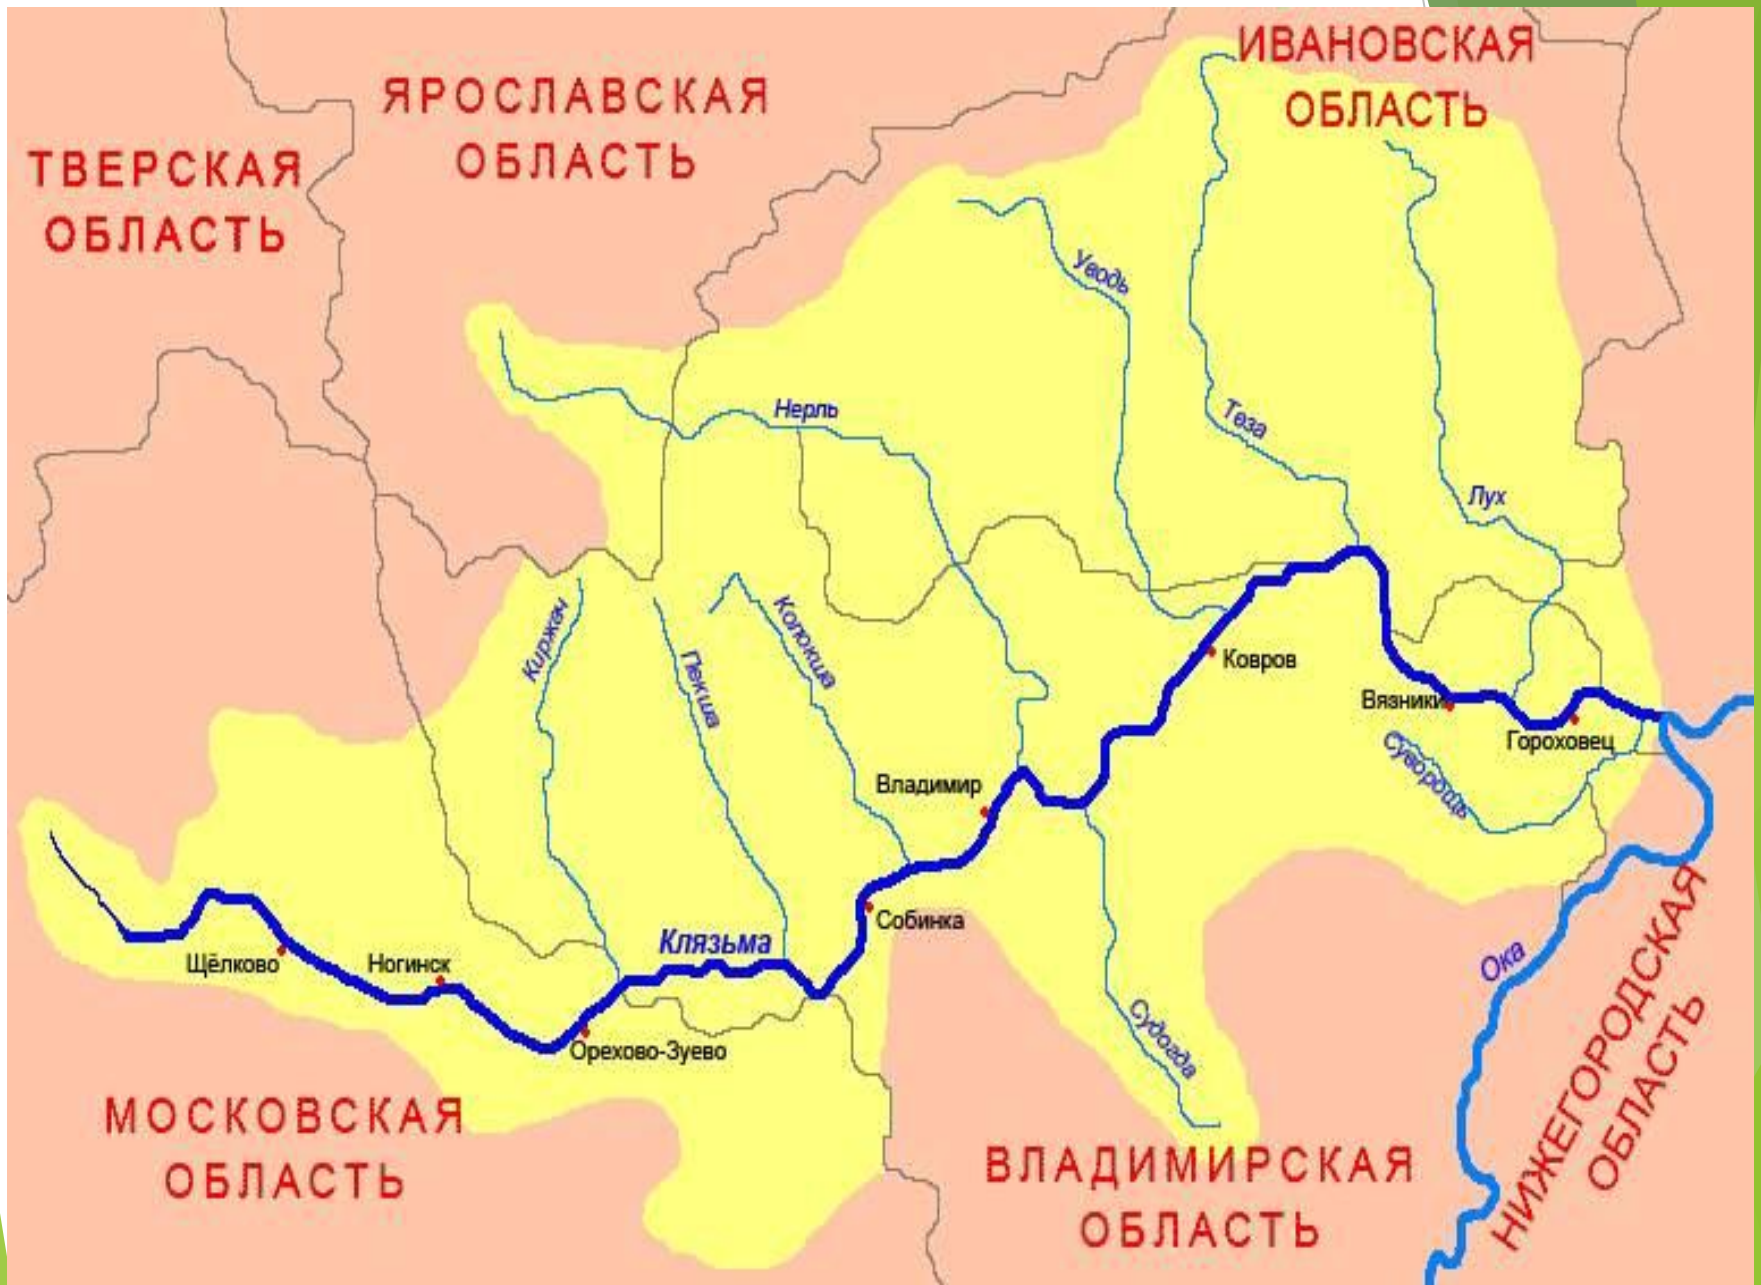 ИВАНОВСКАЯ
ОБЛАСТЬ
ЯРОСЛАВСКАЯ
ОБЛАСТЬ
ТВЕРСКАЯ
ОБЛАСТЬ
Уводь
Нерль
Теза
Лух
Киржач
Пекша
Колокша
Ковров
Вязники
Гороховец
Суворощь
Владимир
Собинка
Клязьма
Щёлково
Ногинск
Орехово-Зуево
Судогда
Ока
МОСКОВСКАЯ
ОБЛАСТЬ
ВЛАДИМИРСКАЯ
ОБЛАСТЬ
НИЖЕГОРОДСКАЯ
ОБЛАСТЬ